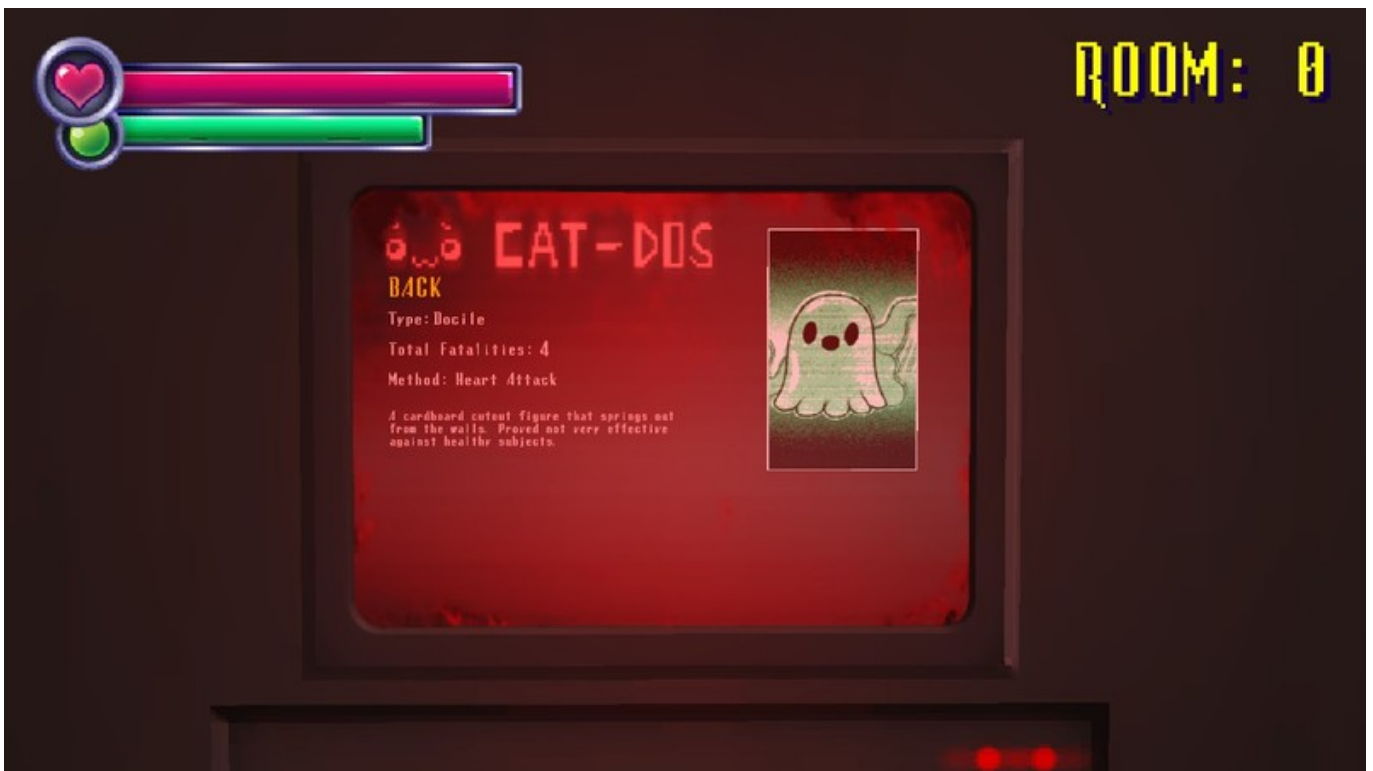 ROOM: 0
CAT-DOS
BACK
Type: Docile
Total Fatalities: 4
Method: Heart Attack
A cardboard cutout figure that springs out
from the walls. Proved not very effective
against healthy subjects.